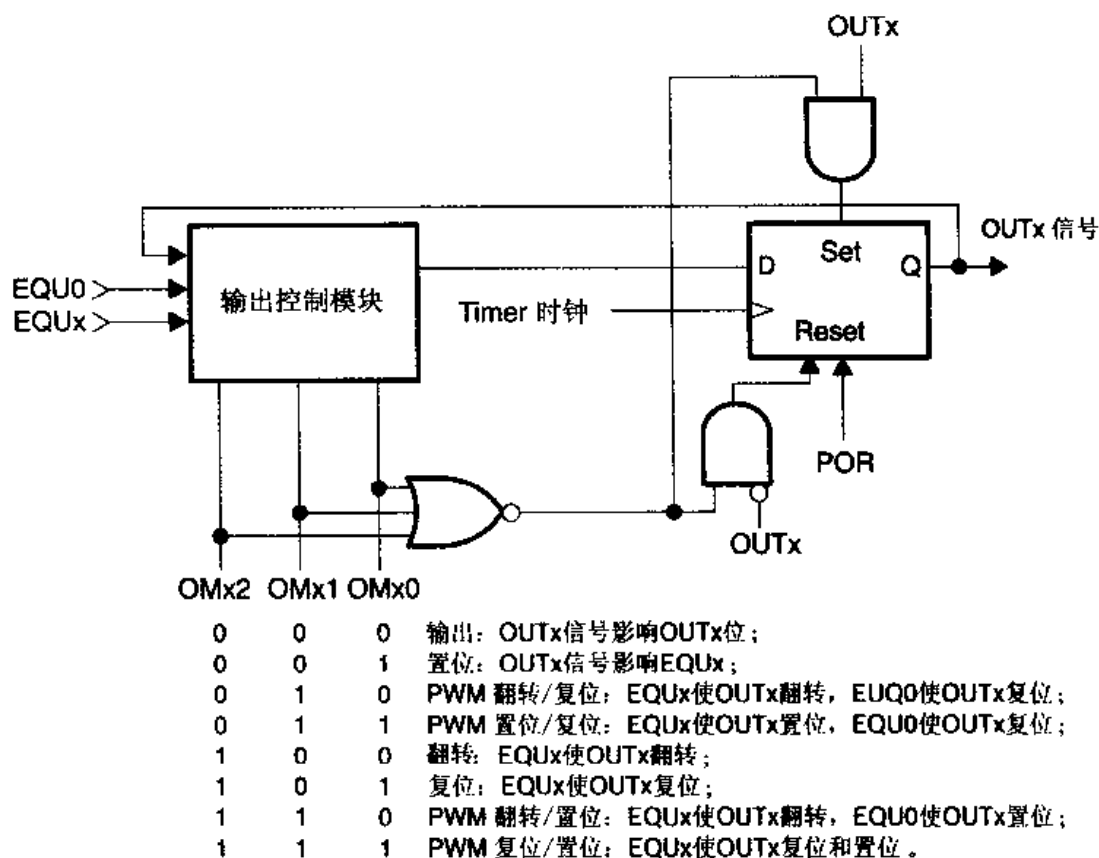 OUTx
OUTx 信号
Set
D
Q
EQU0
EQUx
输出控制模块
Timer 时钟
Reset
POR
OUTx
OMx2 OMx1 OMx0
0 0 0 输出：OUTx信号影响OUTx位；
0 0 1 置位：OUTx信号影响EQUx；
0 1 0 PWM 翻转/复位：EQUx使OUTx翻转，EUQ0使OUTx复位；
0 1 1 PWM 置位/复位：EQUx使OUTx置位，EQU0使OUTx复位；
1 0 0 翻转：EQUx使OUTx翻转；
1 0 1 复位：EQUx使OUTx复位；
1 1 0 PWM 翻转/置位：EQUx使OUTx翻转，EQU0使OUTx置位；
1 1 1 PWM 复位/置位：EQUx使OUTx复位和置位。